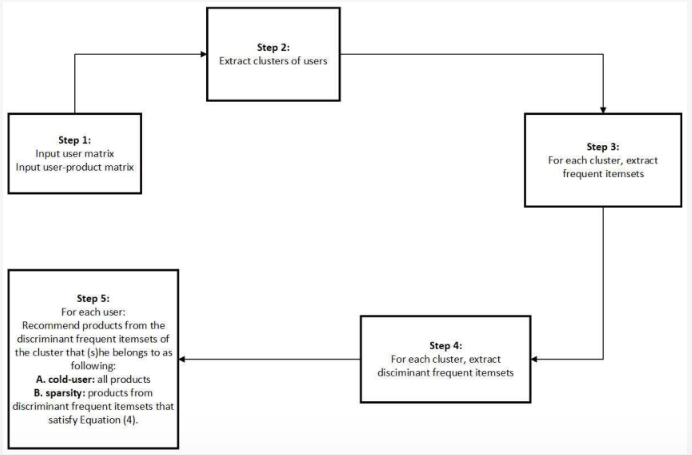 Step 1:
Input user matrix
Input user-product matrix
Step 2:
Extract clusters of users
Step 3:
For each cluster, extract
frequent itemsets
Step 4:
For each cluster, extract
disciminant frequent itemsets
Step 5:
For each user:
Recommend products from the
discriminant frequent itemsets of
the cluster that (s)he belongs to as
following:
A. cold-user: all products
B. sparsity: products from
discriminant frequent itemsets that
satisfy Equation (4).